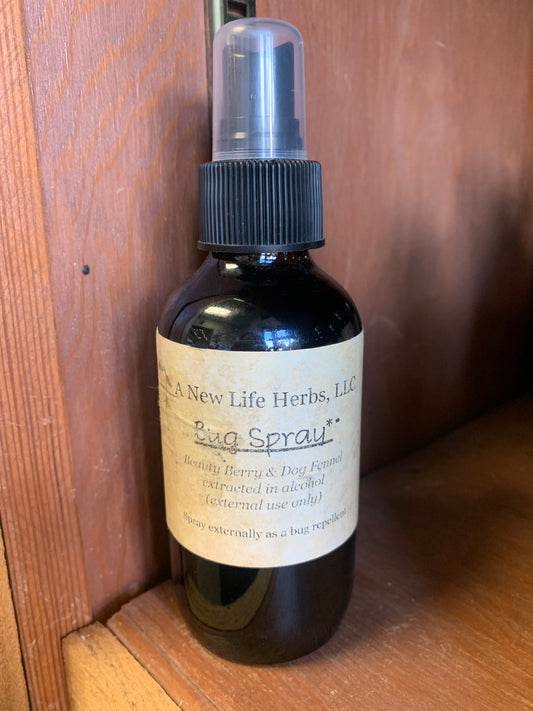 A New Life Herbs, LLC
Bug Spray*
Beauty Berry & Dog Fennel
extracted in alcohol
(external use only)
Spray externally as a bug repellent